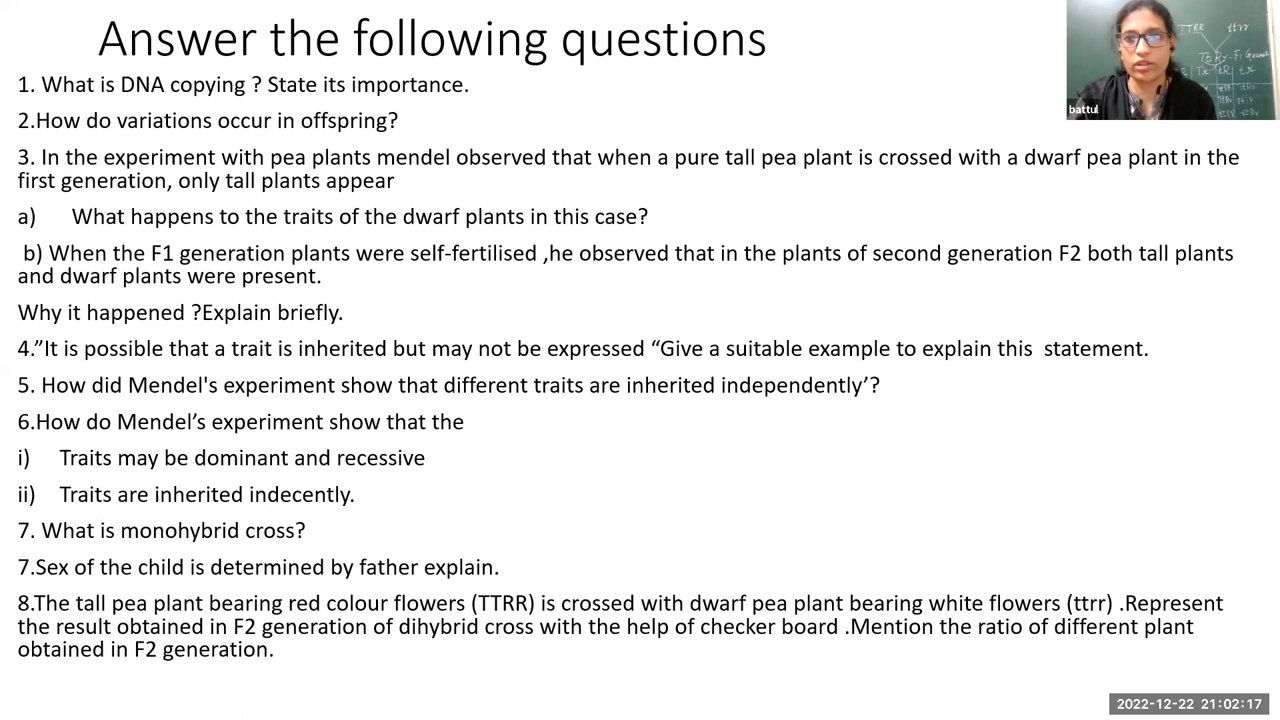 Answer the following questions
1. What is DNA copying ? State its importance.
2.How do variations occur in offspring?
3. In the experiment with pea plants mendel observed that when a pure tall pea plant is crossed with a dwarf pea plant in the
first generation, only tall plants appear
a) What happens to the traits of the dwarf plants in this case?
b) When the F1 generation plants were self-fertilised ,he observed that in the plants of second generation F2 both tall plants
and dwarf plants were present.
Why it happened ?Explain briefly.
4.”It is possible that a trait is inherited but may not be expressed “Give a suitable example to explain this statement.
5. How did Mendel's experiment show that different traits are inherited independently’?
6.How do Mendel’s experiment show that the
i) Traits may be dominant and recessive
ii) Traits are inherited indecently.
7. What is monohybrid cross?
7.Sex of the child is determined by father explain.
8.The tall pea plant bearing red colour flowers (TTRR) is crossed with dwarf pea plant bearing white flowers (ttrr) .Represent
the result obtained in F2 generation of dihybrid cross with the help of checker board .Mention the ratio of different plant
obtained in F2 generation.
TTRR ttrr
battul
2022-12-22 21:02:17